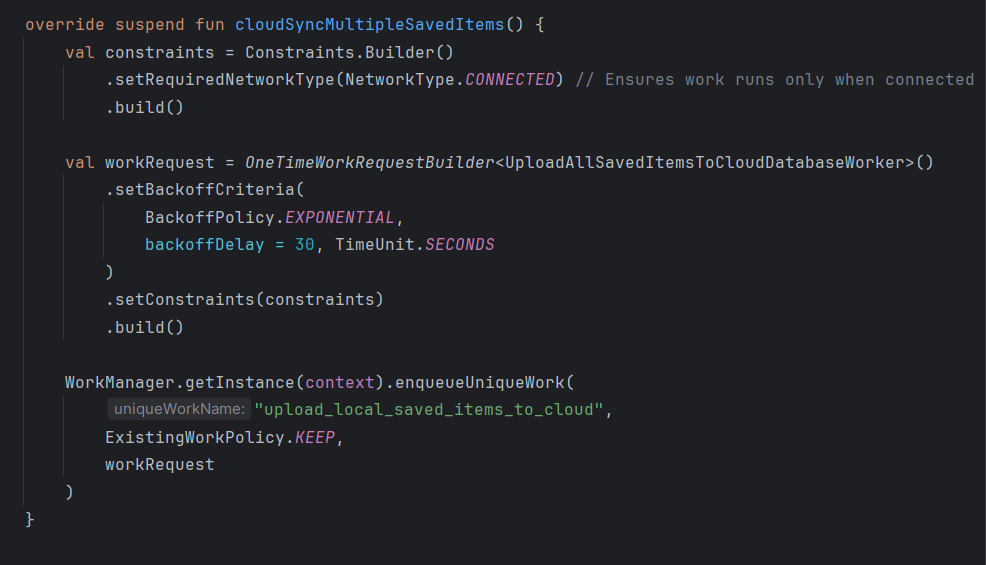 override suspend fun cloudSyncMultipleSavedItems() {
    val constraints = Constraints.Builder()
        .setRequiredNetworkType(NetworkType.CONNECTED) // Ensures work runs only when connected
        .build()

    val workRequest = OneTimeWorkRequestBuilder<UploadAllSavedItemsToCloudDatabaseWorker>()
        .setBackoffCriteria(
            BackoffPolicy.EXPONENTIAL,
            backoffDelay = 30, TimeUnit.SECONDS
        )
        .setConstraints(constraints)
        .build()

    WorkManager.getInstance(context).enqueueUniqueWork(
        uniqueWorkName: "upload_local_saved_items_to_cloud",
        ExistingWorkPolicy.KEEP,
        workRequest
    )
}